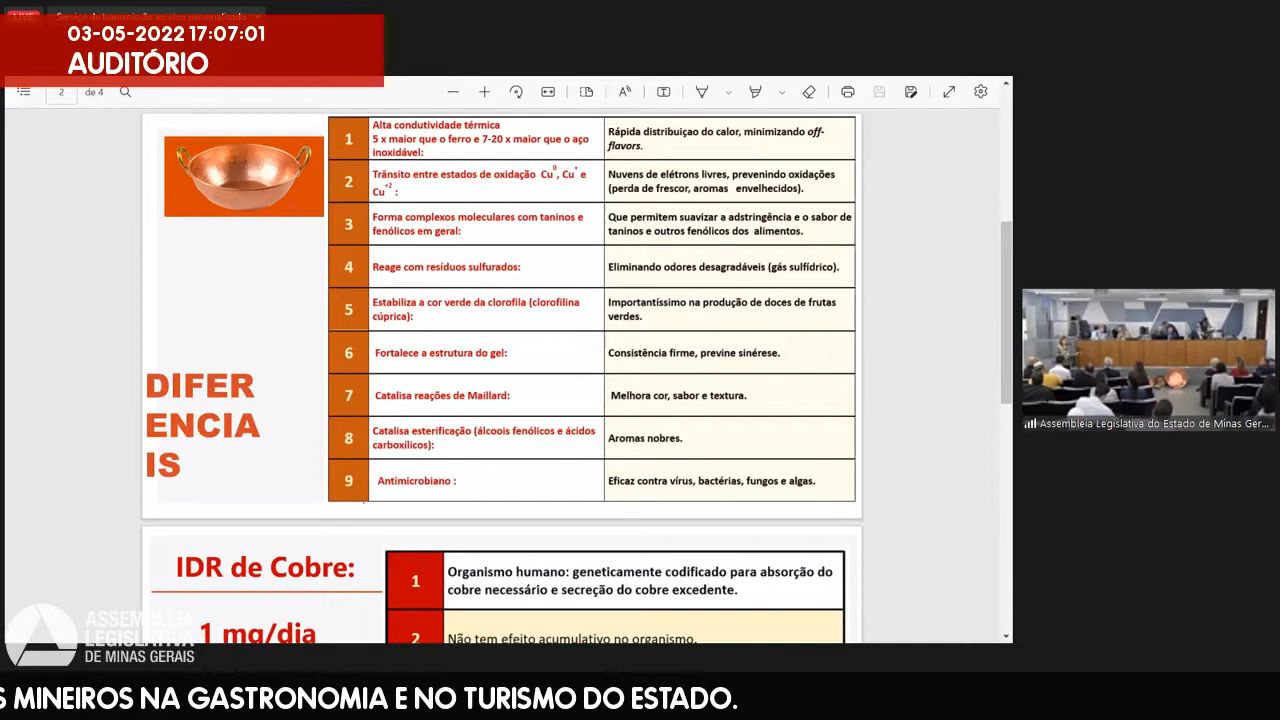 LIVE
Serviço de transmissão ao vivo personalizado
03-05-2022 17:07:01
AUDITÓRIO
2 de 4
1
Alta condutividade térmica
5 x maior que o ferro e 7-20 x maior que o aço
inoxidável:
Rápida distribuiçao do calor, minimizando off-
flavors.
2
Trânsito entre estados de oxidação Cu0, Cu+ e
Cu+2 :
Nuvens de elétrons livres, prevenindo oxidações
(perda de frescor, aromas envelhecidos).
3
Forma complexos moleculares com taninos e
fenólicos em geral:
Que permitem suavizar a adstringência e o sabor de
taninos e outros fenólicos dos alimentos.
4
Reage com resíduos sulfurados:
Eliminando odores desagradáveis (gás sulfídrico).
5
Estabiliza a cor verde da clorofila (clorofilina
cúprica):
Importantíssimo na produção de doces de frutas
verdes.
6
Fortalece a estrutura do gel:
Consistência firme, previne sinérese.
7
Catalisa reações de Maillard:
Melhora cor, sabor e textura.
8
Catalisa esterificação (álcoois fenólicos e ácidos
carboxílicos):
Aromas nobres.
9
Antimicrobiano :
Eficaz contra vírus, bactérias, fungos e algas.
DIFER
ENCIA
IS
Assembleia Legislativa do Estado de Minas Ger...
IDR de Cobre:
1 mg/dia
1
Organismo humano: geneticamente codificado para absorção do
cobre necessário e secreção do cobre excedente.
2
Não tem efeito acumulativo no organismo.
ASSEMBLEIA
LEGISLATIVA
DE MINAS GERAIS
S MINEIROS NA GASTRONOMIA E NO TURISMO DO ESTADO.